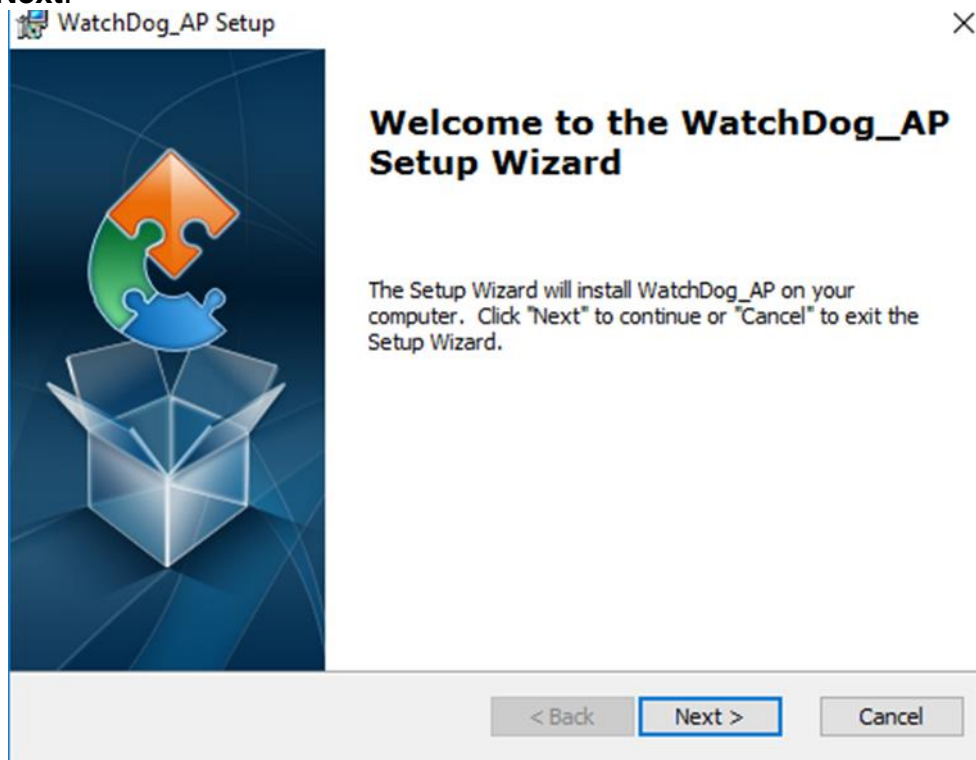 Next.
WatchDog_AP Setup
Welcome to the WatchDog_AP
Setup Wizard
The Setup Wizard will install WatchDog_AP on your
computer. Click "Next" to continue or "Cancel" to exit the
Setup Wizard.
< Back Next > Cancel